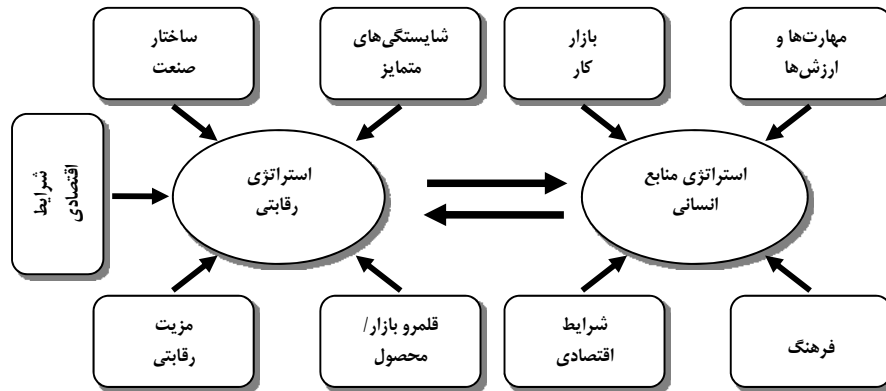 مهارت‌ها و
ارزش‌ها
بازار
کار
شایستگی‌های
متمایز
ساختار
صنعت
استراتژی منابع
انسانی
استراتژی
رقابتی
شرایط
اقتصادی
فرهنگ
شرایط
اقتصادی
قلمرو بازار/
محصول
مزیت
رقابتی